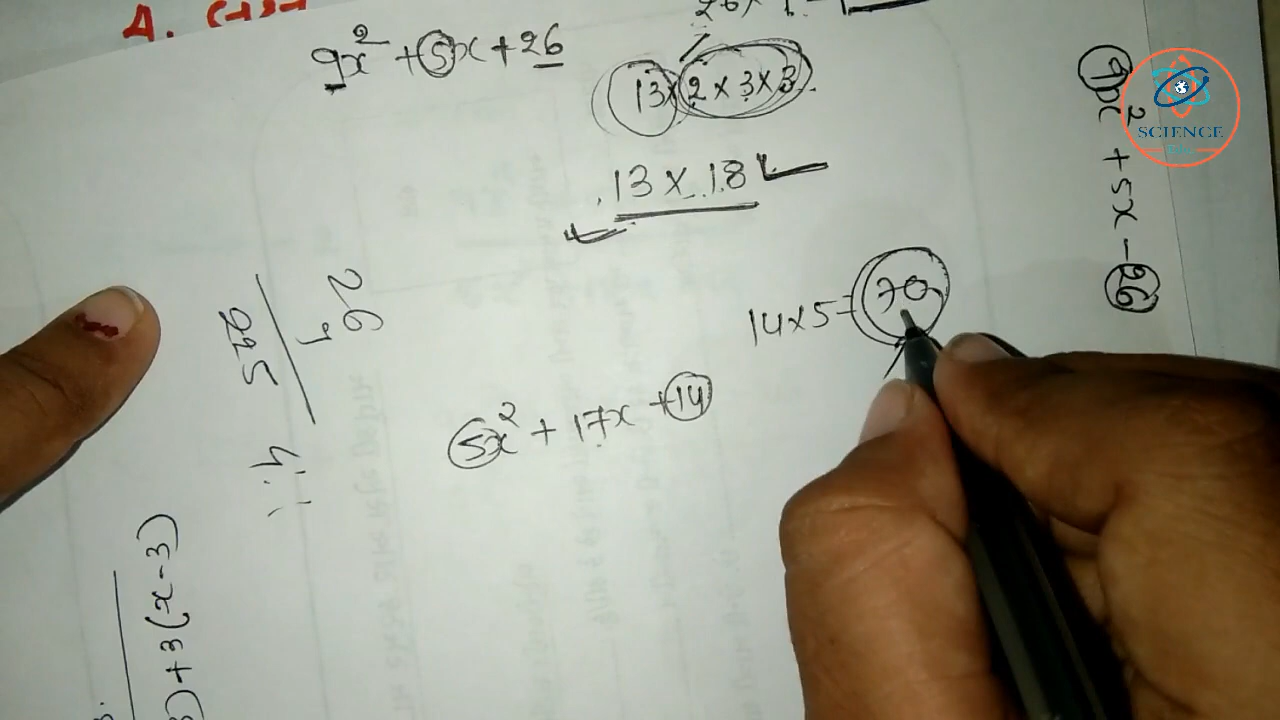 A.
9x² + 5x + 26
13 × 2 × 3 × 3
13 × 18
9x² + 5x - 26
SCIENCE
26
225
14 × 5 = 70
5x² + 17x + 14
) + 3(x - 3)